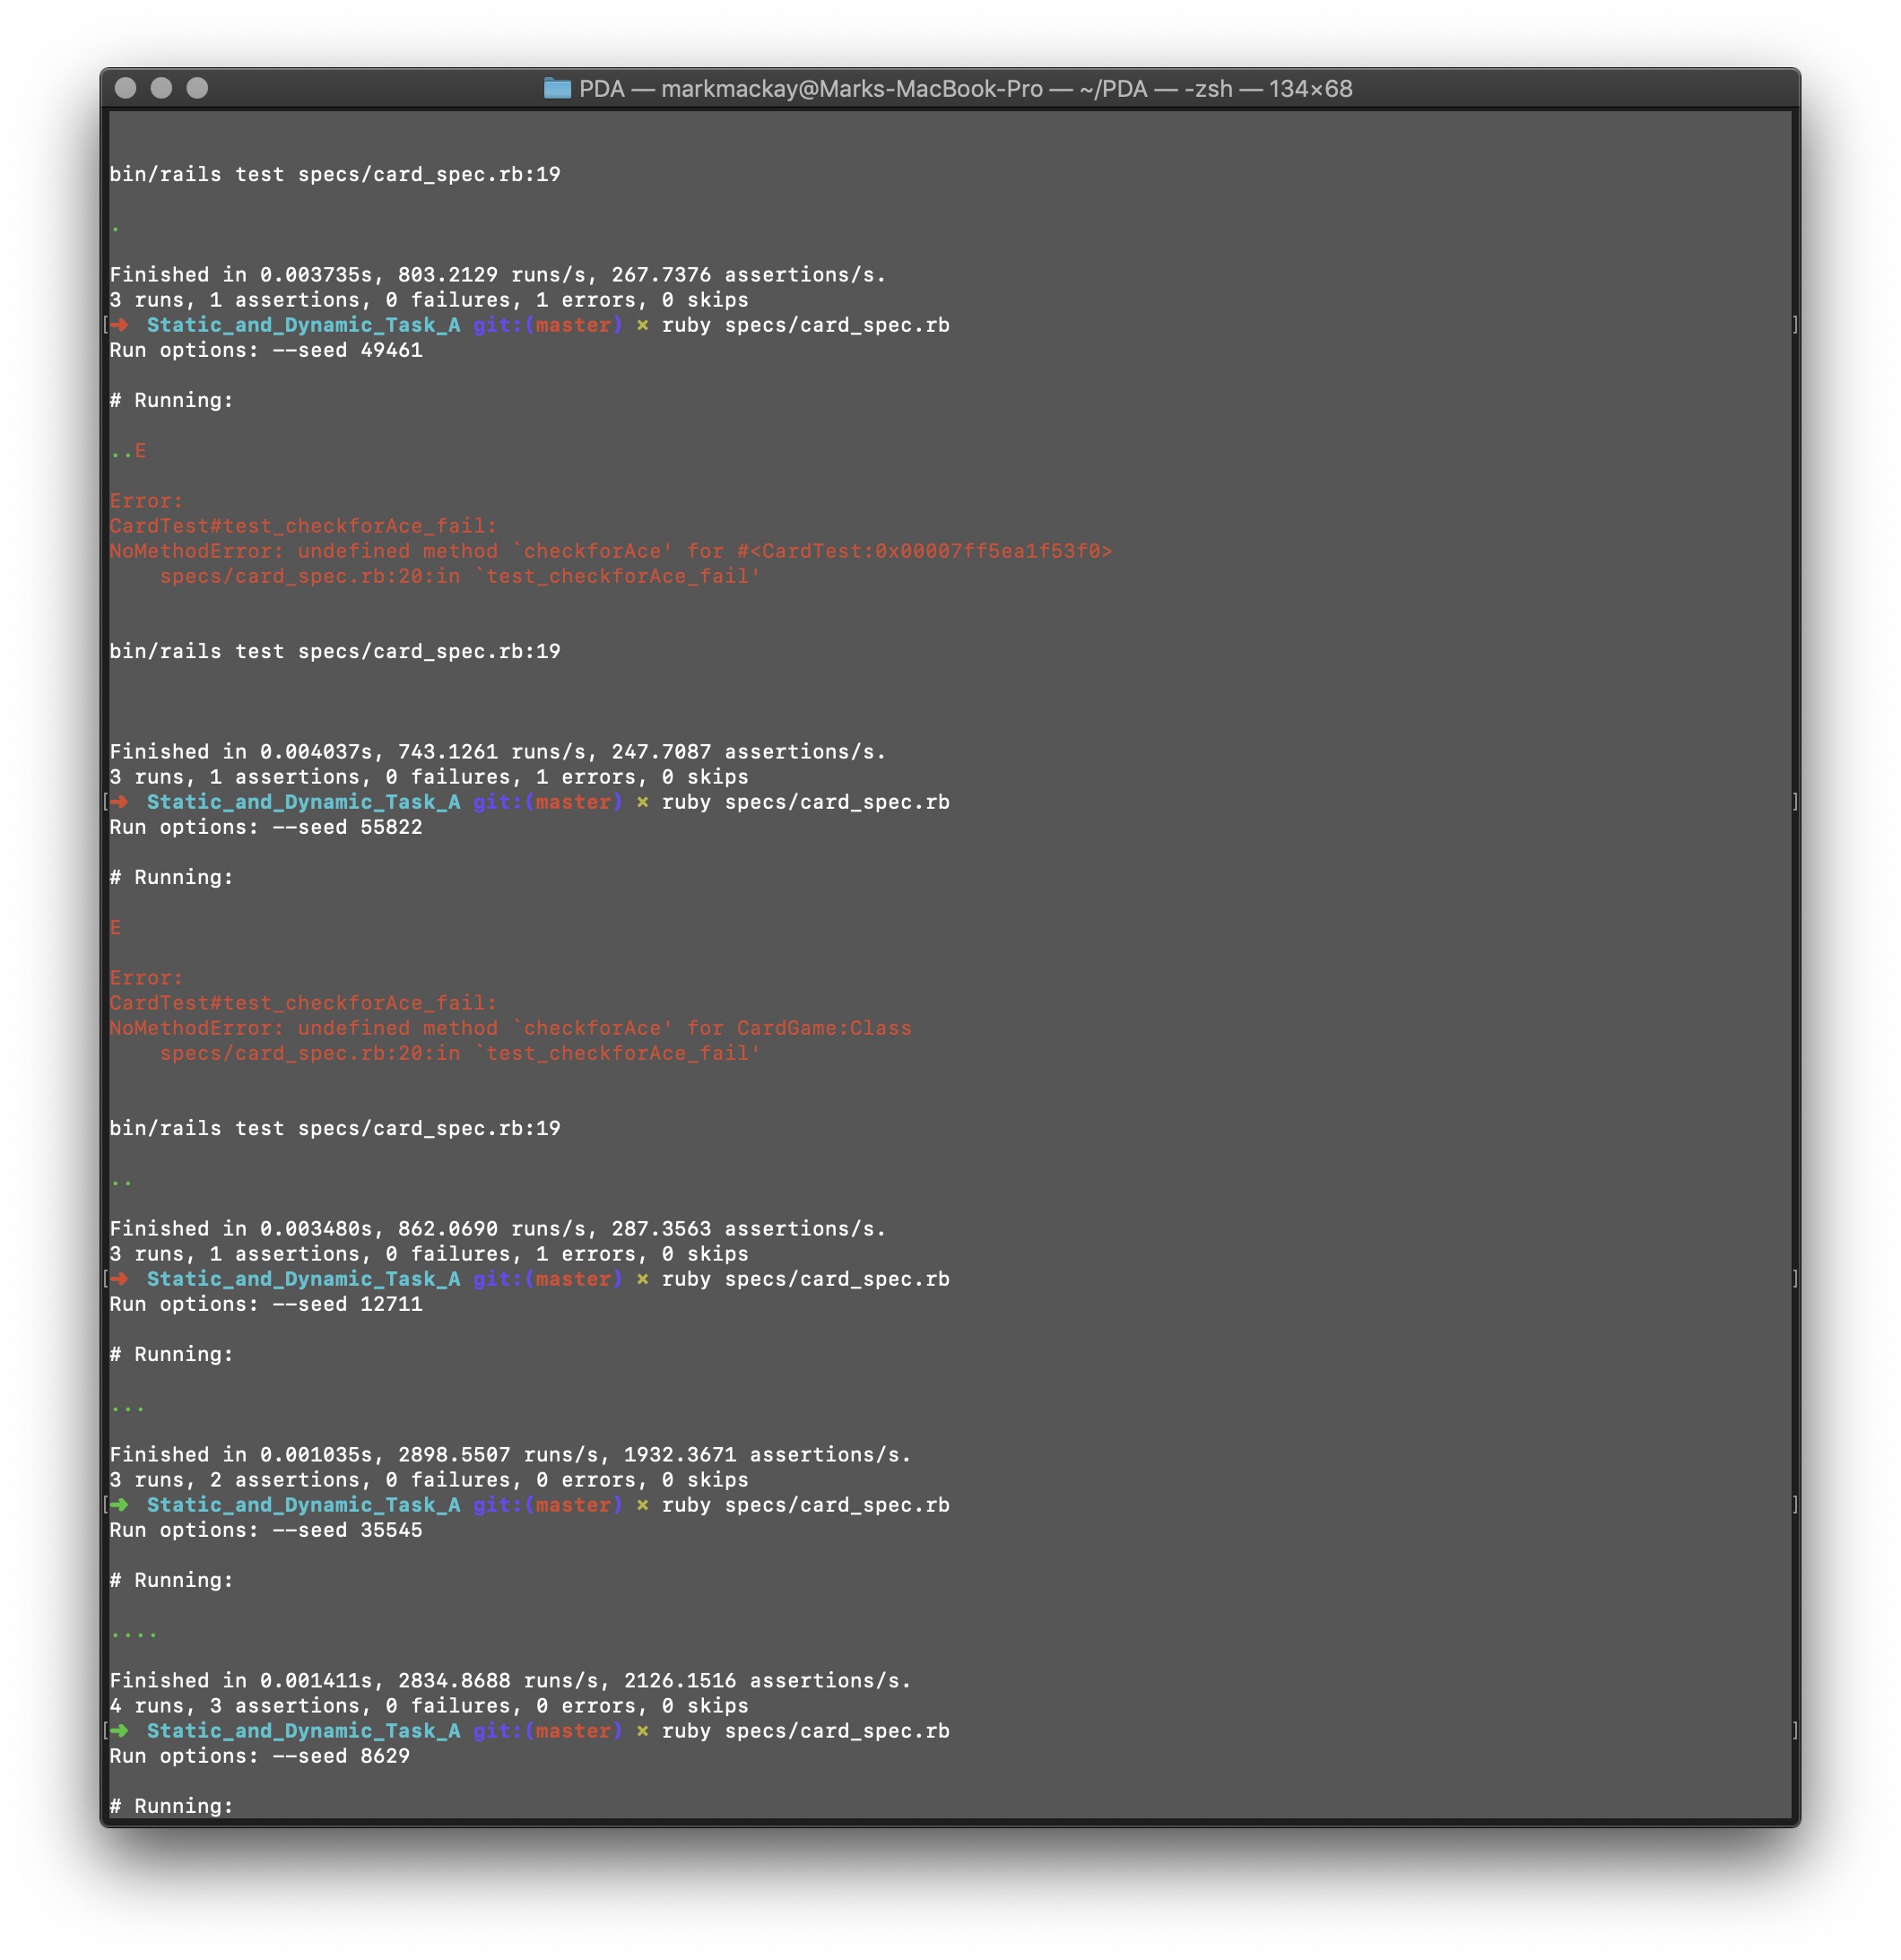 PDA — markmackay@Marks-MacBook-Pro — ~/PDA — -zsh — 134×68
bin/rails test specs/card_spec.rb:19
.
Finished in 0.003735s, 803.2129 runs/s, 267.7376 assertions/s.
3 runs, 1 assertions, 0 failures, 1 errors, 0 skips
[➜  Static_and_Dynamic_Task_A git:(master) × ruby specs/card_spec.rb ]
Run options: --seed 49461
# Running:
..E
Error:
CardTest#test_checkforAce_fail:
NoMethodError: undefined method `checkforAce' for #<CardTest:0x00007ff5ea1f53f0>
    specs/card_spec.rb:20:in `test_checkforAce_fail'
bin/rails test specs/card_spec.rb:19
Finished in 0.004037s, 743.1261 runs/s, 247.7087 assertions/s.
3 runs, 1 assertions, 0 failures, 1 errors, 0 skips
[➜  Static_and_Dynamic_Task_A git:(master) × ruby specs/card_spec.rb ]
Run options: --seed 55822
# Running:
E
Error:
CardTest#test_checkforAce_fail:
NoMethodError: undefined method `checkforAce' for CardGame:Class
    specs/card_spec.rb:20:in `test_checkforAce_fail'
bin/rails test specs/card_spec.rb:19
..
Finished in 0.003480s, 862.0690 runs/s, 287.3563 assertions/s.
3 runs, 1 assertions, 0 failures, 1 errors, 0 skips
[➜  Static_and_Dynamic_Task_A git:(master) × ruby specs/card_spec.rb ]
Run options: --seed 12711
# Running:
...
Finished in 0.001035s, 2898.5507 runs/s, 1932.3671 assertions/s.
3 runs, 2 assertions, 0 failures, 0 errors, 0 skips
[➜  Static_and_Dynamic_Task_A git:(master) × ruby specs/card_spec.rb ]
Run options: --seed 35545
# Running:
....
Finished in 0.001411s, 2834.8688 runs/s, 2126.1516 assertions/s.
4 runs, 3 assertions, 0 failures, 0 errors, 0 skips
[➜  Static_and_Dynamic_Task_A git:(master) × ruby specs/card_spec.rb ]
Run options: --seed 8629
# Running: